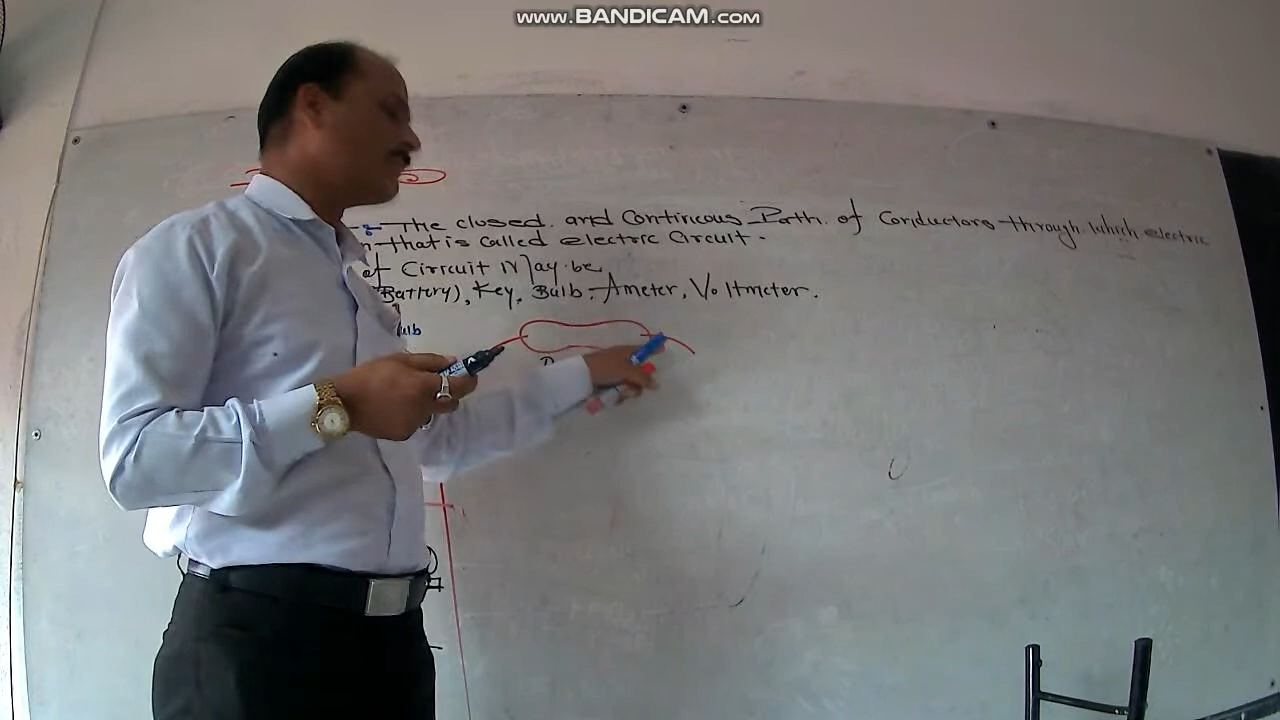 www.BANDICAM.com
The closed and Continous Path of Conductors through which electric
that is called electric Circuit.
of Circuit May be
Battery), Key, Bulb, Ameter, Voltmeter.